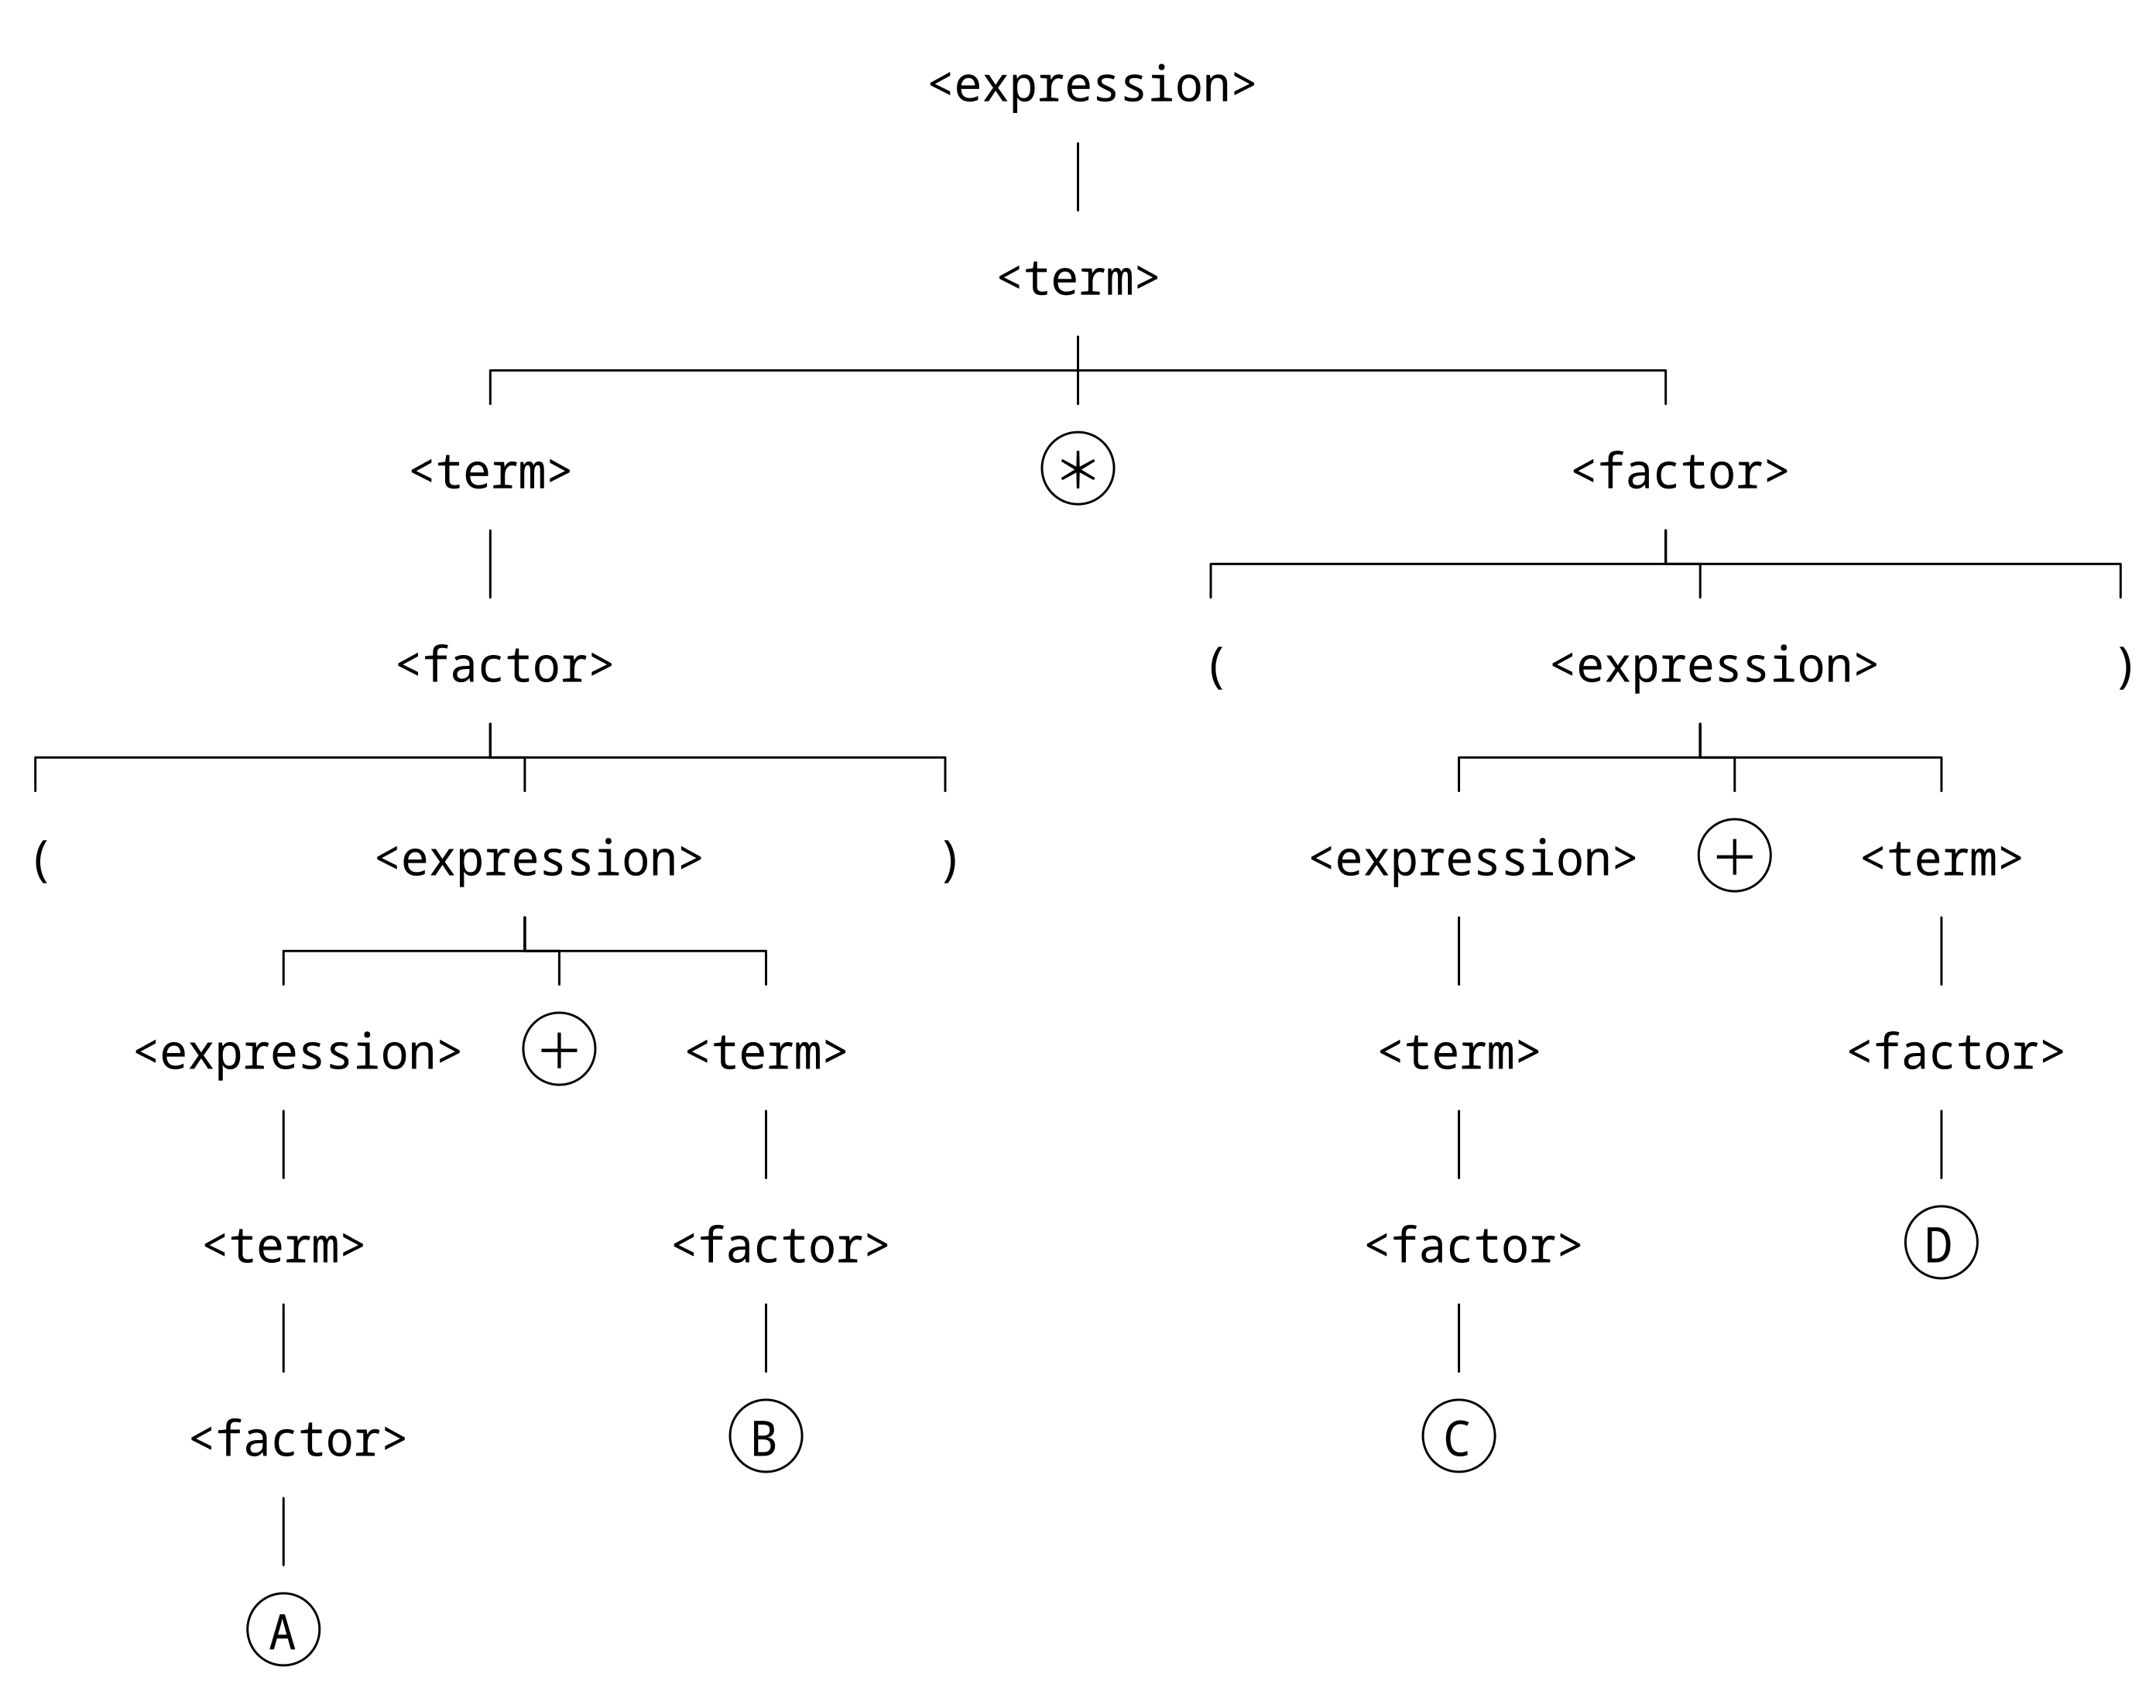 <expression>
<term>
<term> * <factor>
<factor> ( <expression> )
( <expression> ) <expression> + <term>
<expression> + <term> <term> <factor>
<term> <factor> <factor> D
<factor> B C
A